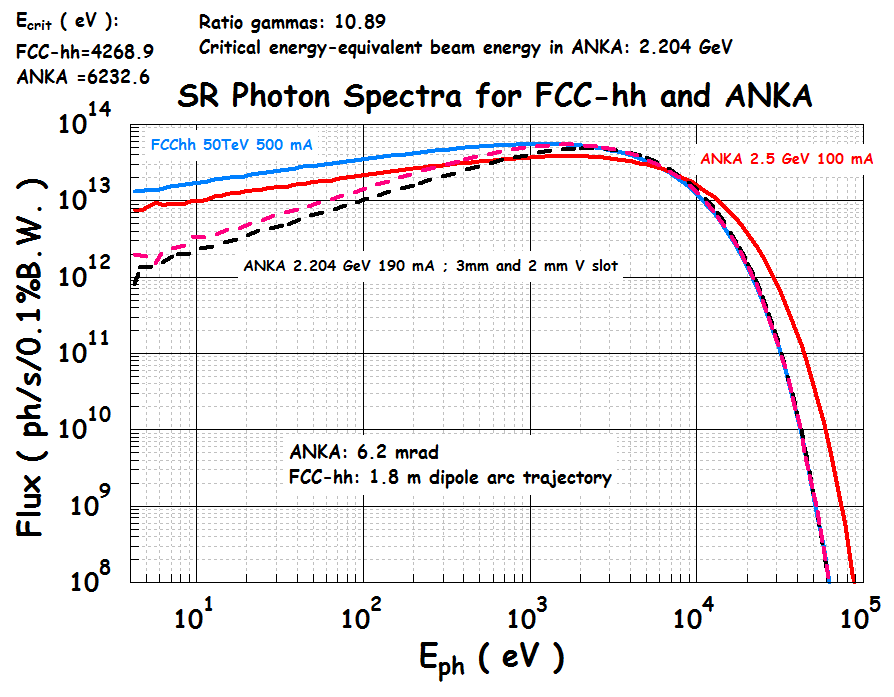 E_crit ( eV ):
FCC-hh=4268.9
ANKA =6232.6
Ratio gammas: 10.89
Critical energy-equivalent beam energy in ANKA: 2.204 GeV
SR Photon Spectra for FCC-hh and ANKA
FCChh 50TeV 500 mA
ANKA 2.5 GeV 100 mA
ANKA 2.204 GeV 190 mA ; 3mm and 2 mm V slot
ANKA: 6.2 mrad
FCC-hh: 1.8 m dipole arc trajectory
Flux ( ph/s/0.1%B.W. )
10^14
10^13
10^12
10^11
10^10
10^9
10^8
10^1 10^2 10^3 10^4 10^5
E_ph ( eV )